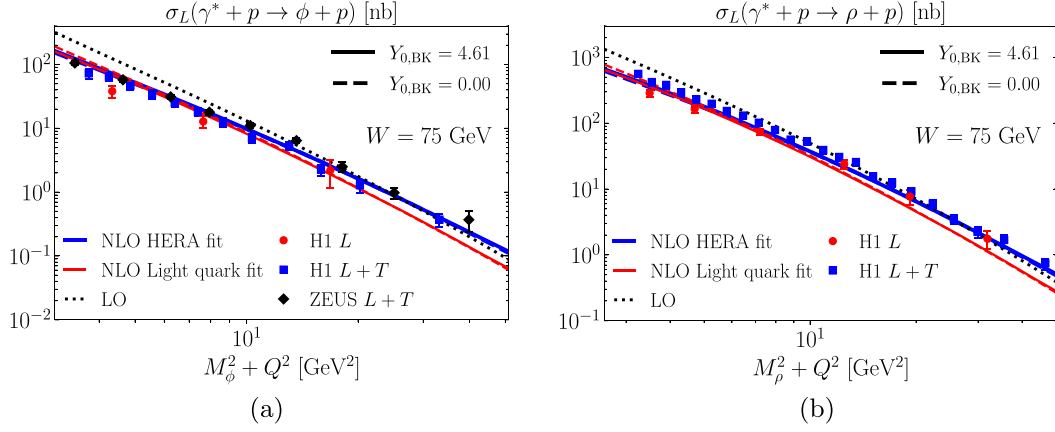 σ_L(γ* + p → ϕ + p) [nb]
Y_{0,BK} = 4.61
Y_{0,BK} = 0.00
W = 75 GeV
10^2
10^1
10^0
10^{-1}
10^{-2}
NLO HERA fit
NLO Light quark fit
LO
H1 L
H1 L + T
ZEUS L + T
10^1
M_ϕ^2 + Q^2 [GeV^2]
(a)
σ_L(γ* + p → ρ + p) [nb]
Y_{0,BK} = 4.61
Y_{0,BK} = 0.00
W = 75 GeV
10^3
10^2
10^1
10^0
10^{-1}
NLO HERA fit
NLO Light quark fit
LO
H1 L
H1 L + T
10^1
M_ρ^2 + Q^2 [GeV^2]
(b)